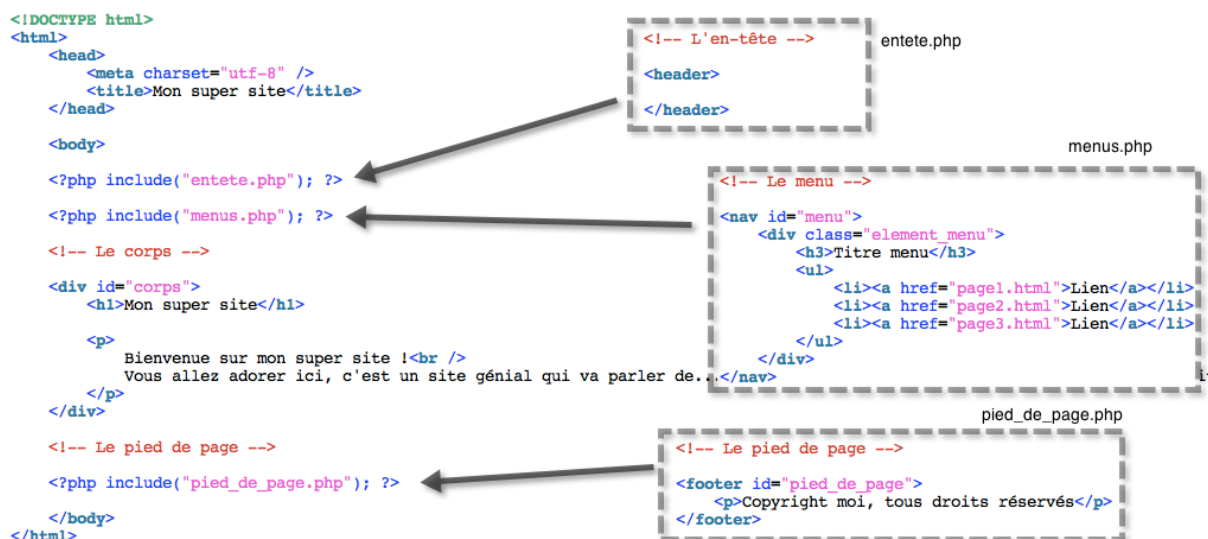 <!DOCTYPE html>
<html>
    <head>
        <meta charset="utf-8" />
        <title>Mon super site</title>
    </head>

    <body>

    <?php include("entete.php"); ?>

    <?php include("menus.php"); ?>

    <!-- Le corps -->

    <div id="corps">
        <h1>Mon super site</h1>

        <p>
            Bienvenue sur mon super site !<br />
            Vous allez adorer ici, c'est un site génial qui va parler de...
        </p>
    </div>

    <!-- Le pied de page -->

    <?php include("pied_de_page.php"); ?>

    </body>
</html>
entete.php
<!-- L'en-tête -->

<header>

</header>
menus.php
<!-- Le menu -->

<nav id="menu">
    <div class="element_menu">
        <h3>Titre menu</h3>
        <ul>
            <li><a href="page1.html">Lien</a></li>
            <li><a href="page2.html">Lien</a></li>
            <li><a href="page3.html">Lien</a></li>
        </ul>
    </div>
</nav>
pied_de_page.php
<!-- Le pied de page -->

<footer id="pied_de_page">
    <p>Copyright moi, tous droits réservés</p>
</footer>